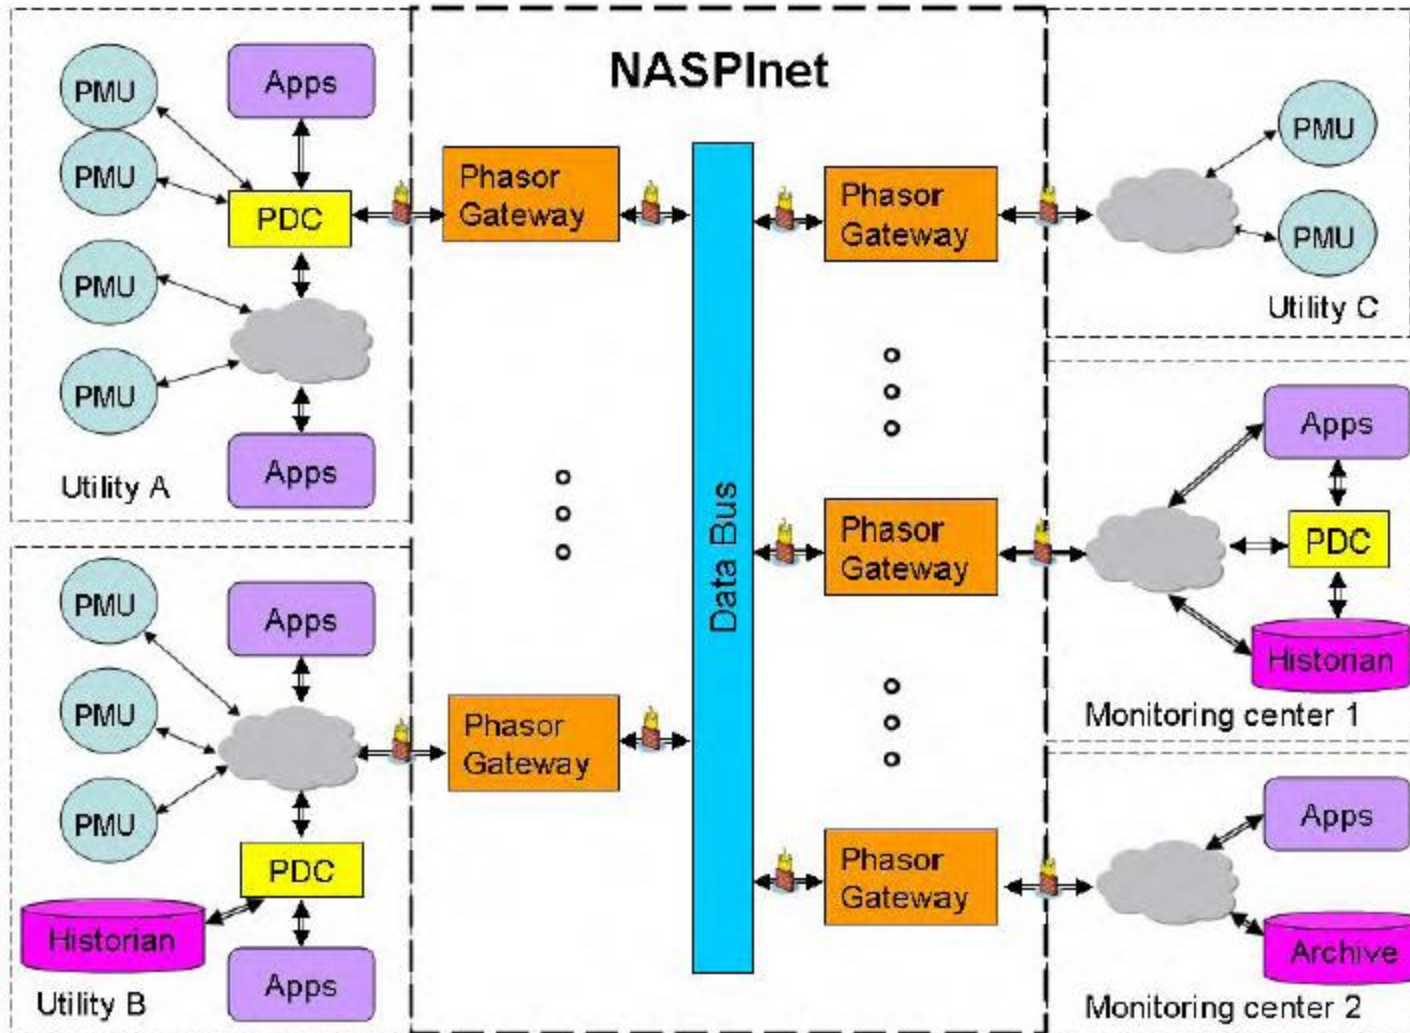 NASPInet
PMU
Apps
PMU
PDC
PMU
PMU
Apps
Utility A
PMU
Apps
PMU
PMU
PDC
Historian
Apps
Utility B
Phasor
Gateway
Phasor
Gateway
Data Bus
Phasor
Gateway
Phasor
Gateway
Phasor
Gateway
PMU
PMU
Utility C
Apps
PDC
Historian
Monitoring center 1
Apps
Archive
Monitoring center 2